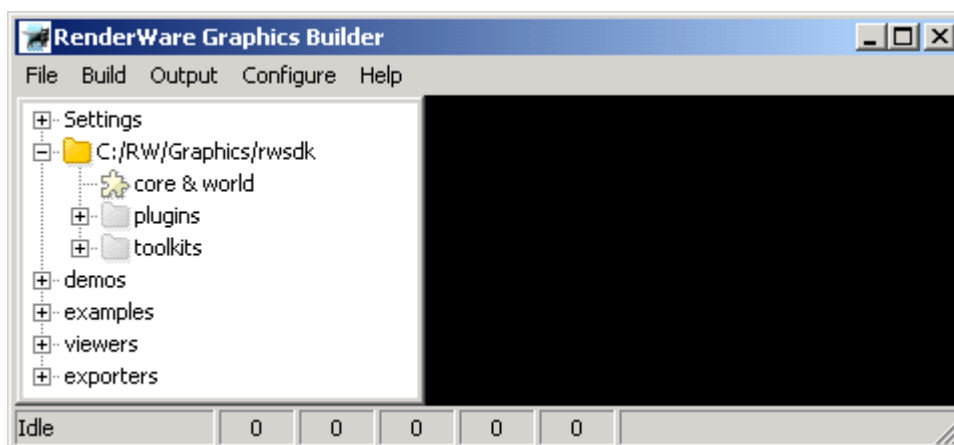 RenderWare Graphics Builder
File Build Output Configure Help
Settings
C:/RW/Graphics/rwsdk
core & world
plugins
toolkits
demos
examples
viewers
exporters
Idle 0 0 0 0 0